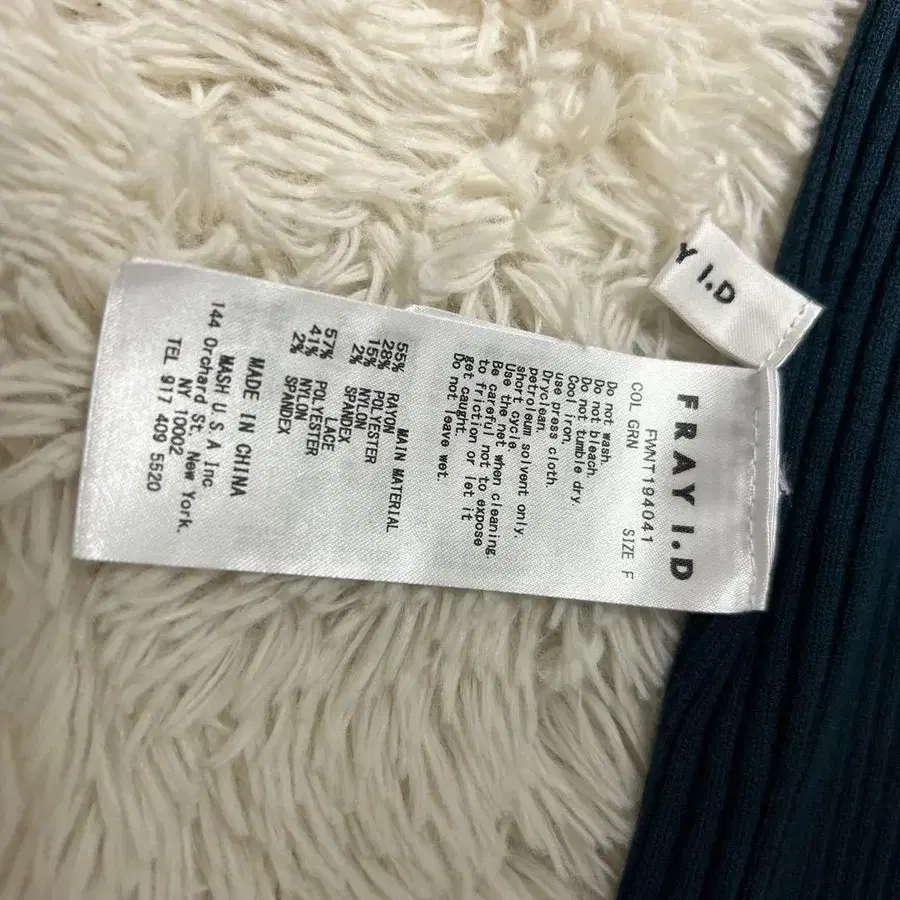 Y I.D
FRAY I.D
FWNT194041
COL GRN SIZE F
Do not wash.
Do not bleach.
Do not tumble dry.
Cool iron.
use press cloth.
Dryclean.
petroleum solvent only.
short cycle.
Use the net when cleaning
Be careful not to expose
to friction or let it
get caught.
Do not leave wet.
MAIN MATERIAL
55% RAYON
28% POLYESTER
15% NYLON
2% SPANDEX
LACE
57% POLYESTER
41% NYLON
2% SPANDEX
MADE IN CHINA
MASH U.S.A Inc
144 Orchard St. New York.
NY 10002
TEL 917 409 5520